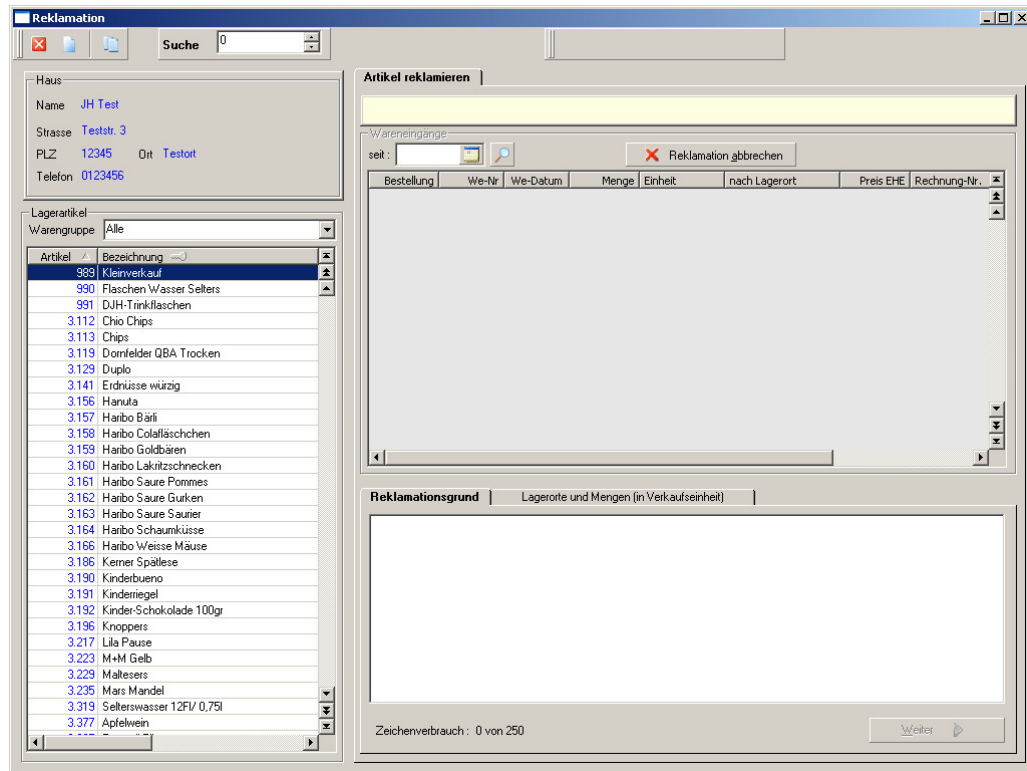 Reklamation
Suche 0
Haus
Name JH Test
Strasse Teststr. 3
PLZ 12345 Ort Testort
Telefon 0123456
Lagerartikel
Warengruppe Alle
Artikel Bezeichnung
989 Kleinverkauf
990 Flaschen Wasser Selters
991 DJH-Trinkflaschen
3.112 Chio Chips
3.113 Chips
3.119 Dornfelder QBA Trocken
3.129 Duplo
3.141 Erdnüsse würzig
3.156 Hanuta
3.157 Haribo Bärli
3.158 Haribo Colafläschchen
3.159 Haribo Goldbären
3.160 Haribo Lakritzschnecken
3.161 Haribo Saure Pommes
3.162 Haribo Saure Gurken
3.163 Haribo Saure Saurier
3.164 Haribo Schaumküsse
3.166 Haribo Weisse Mäuse
3.186 Kerner Spätlese
3.190 Kinderbueno
3.191 Kinderriegel
3.192 Kinder-Schokolade 100gr
3.196 Knoppers
3.217 Lila Pause
3.223 M+M Gelb
3.229 Maltesers
3.235 Mars Mandel
3.319 Selterswasser 12Fl/ 0,75l
3.377 Apfelwein
Artikel reklamieren
Wareneingänge
seit : Reklamation abbrechen
Bestellung We-Nr We-Datum Menge Einheit nach Lagerort Preis EHE Rechnung-Nr.
Reklamationsgrund Lagerorte und Mengen (in Verkaufseinheit)
Zeichenverbrauch : 0 von 250 Weiter